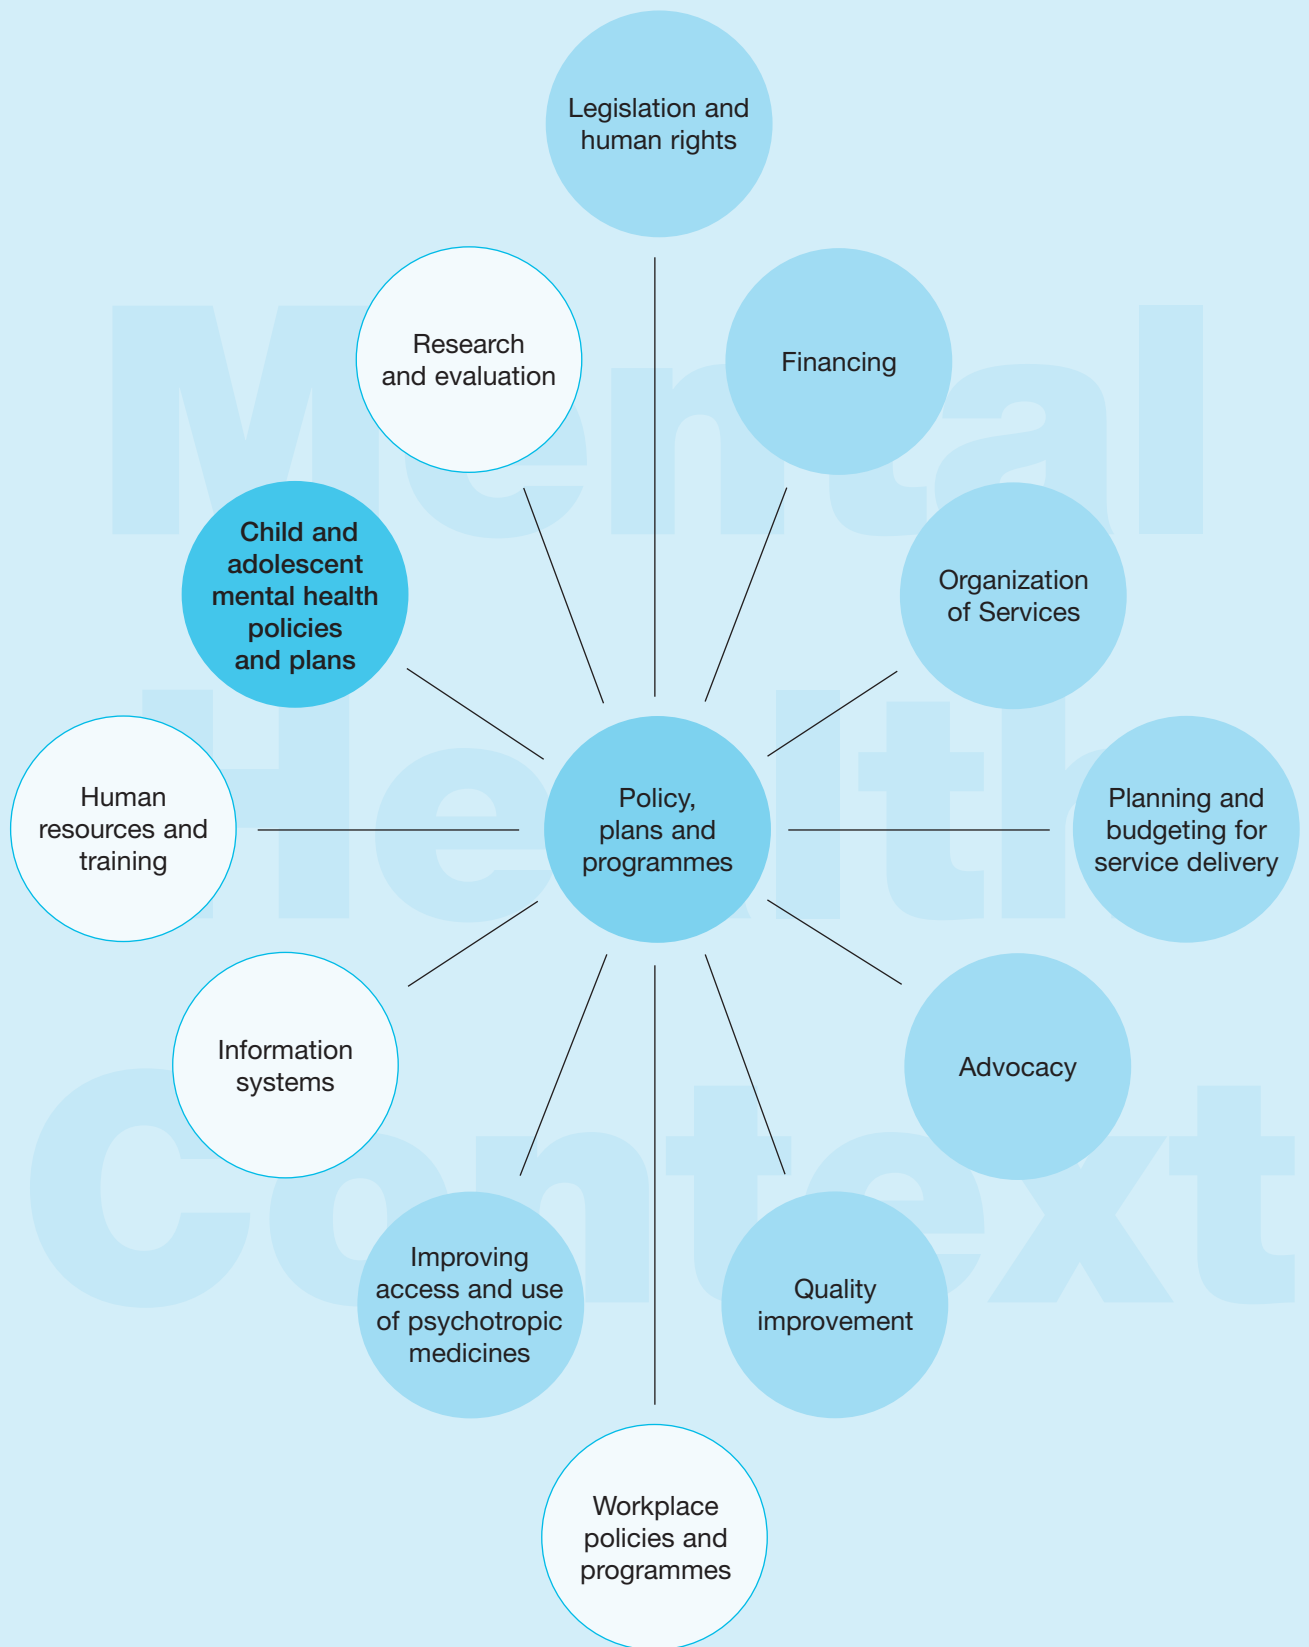 Legislation and
human rights
Research
and evaluation
Financing
Mental
Child and
adolescent
mental health
policies
and plans
Organization
of Services
Human
resources and
training
Policy,
plans and
programmes
Planning and
budgeting for
service delivery
Health
Information
systems
Advocacy
Context
Improving
access and use
of psychotropic
medicines
Quality
improvement
Workplace
policies and
programmes